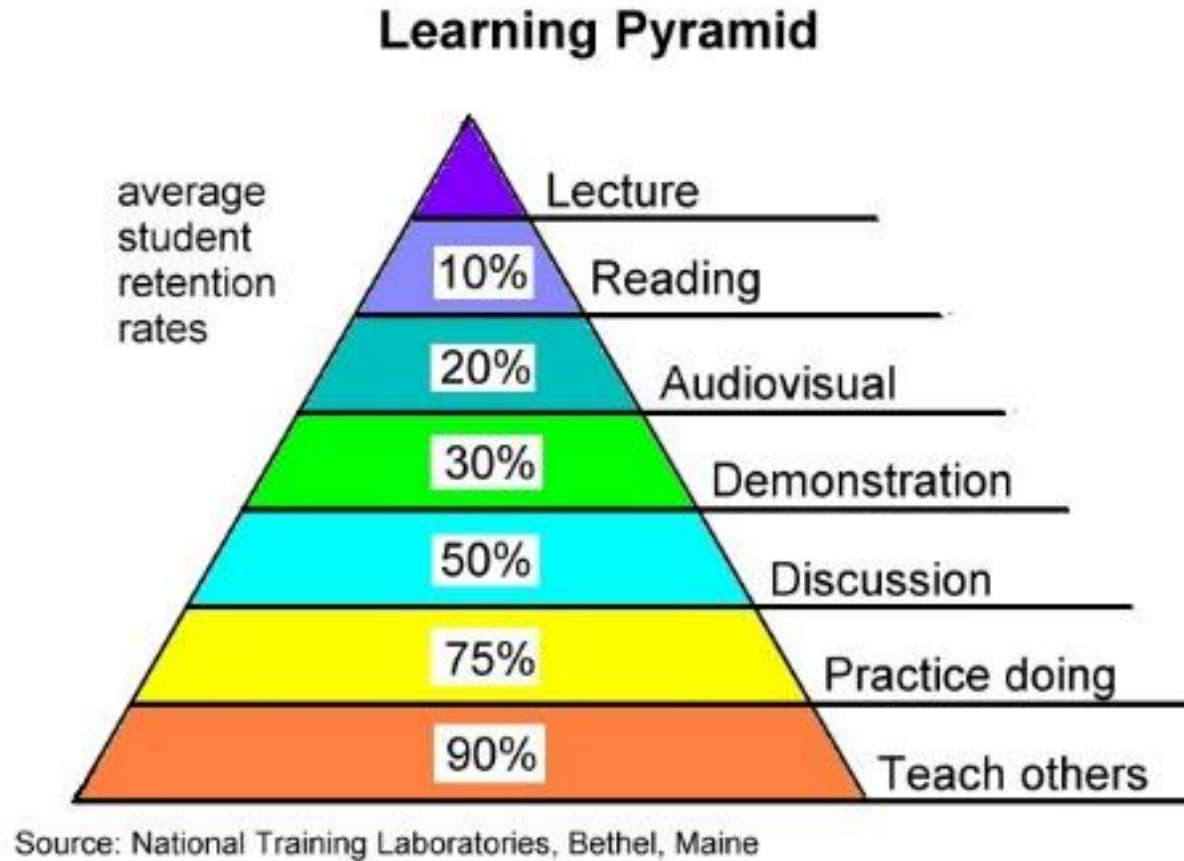 Learning Pyramid
average
student
retention
rates
Lecture
10%
Reading
20%
Audiovisual
30%
Demonstration
50%
Discussion
75%
Practice doing
90%
Teach others
Source: National Training Laboratories, Bethel, Maine